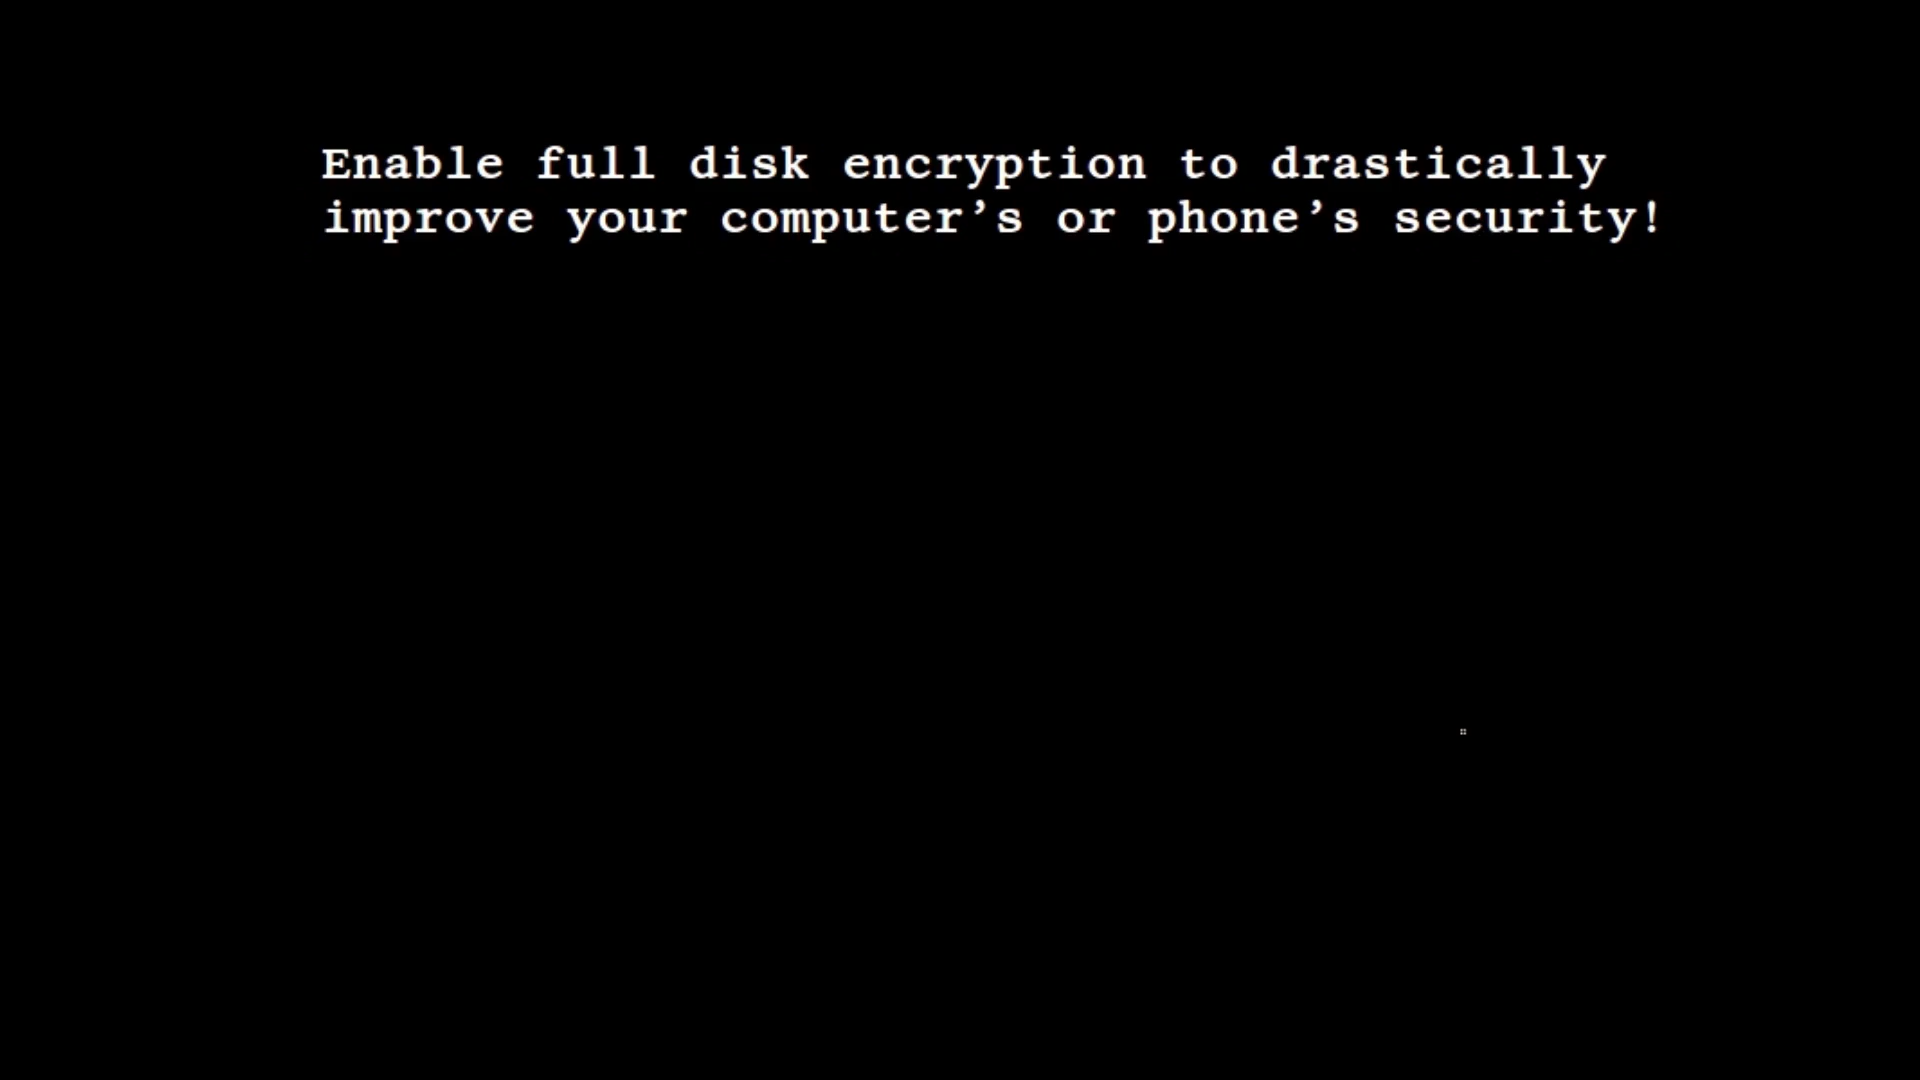 Enable full disk encryption to drastically
improve your computer’s or phone’s security!